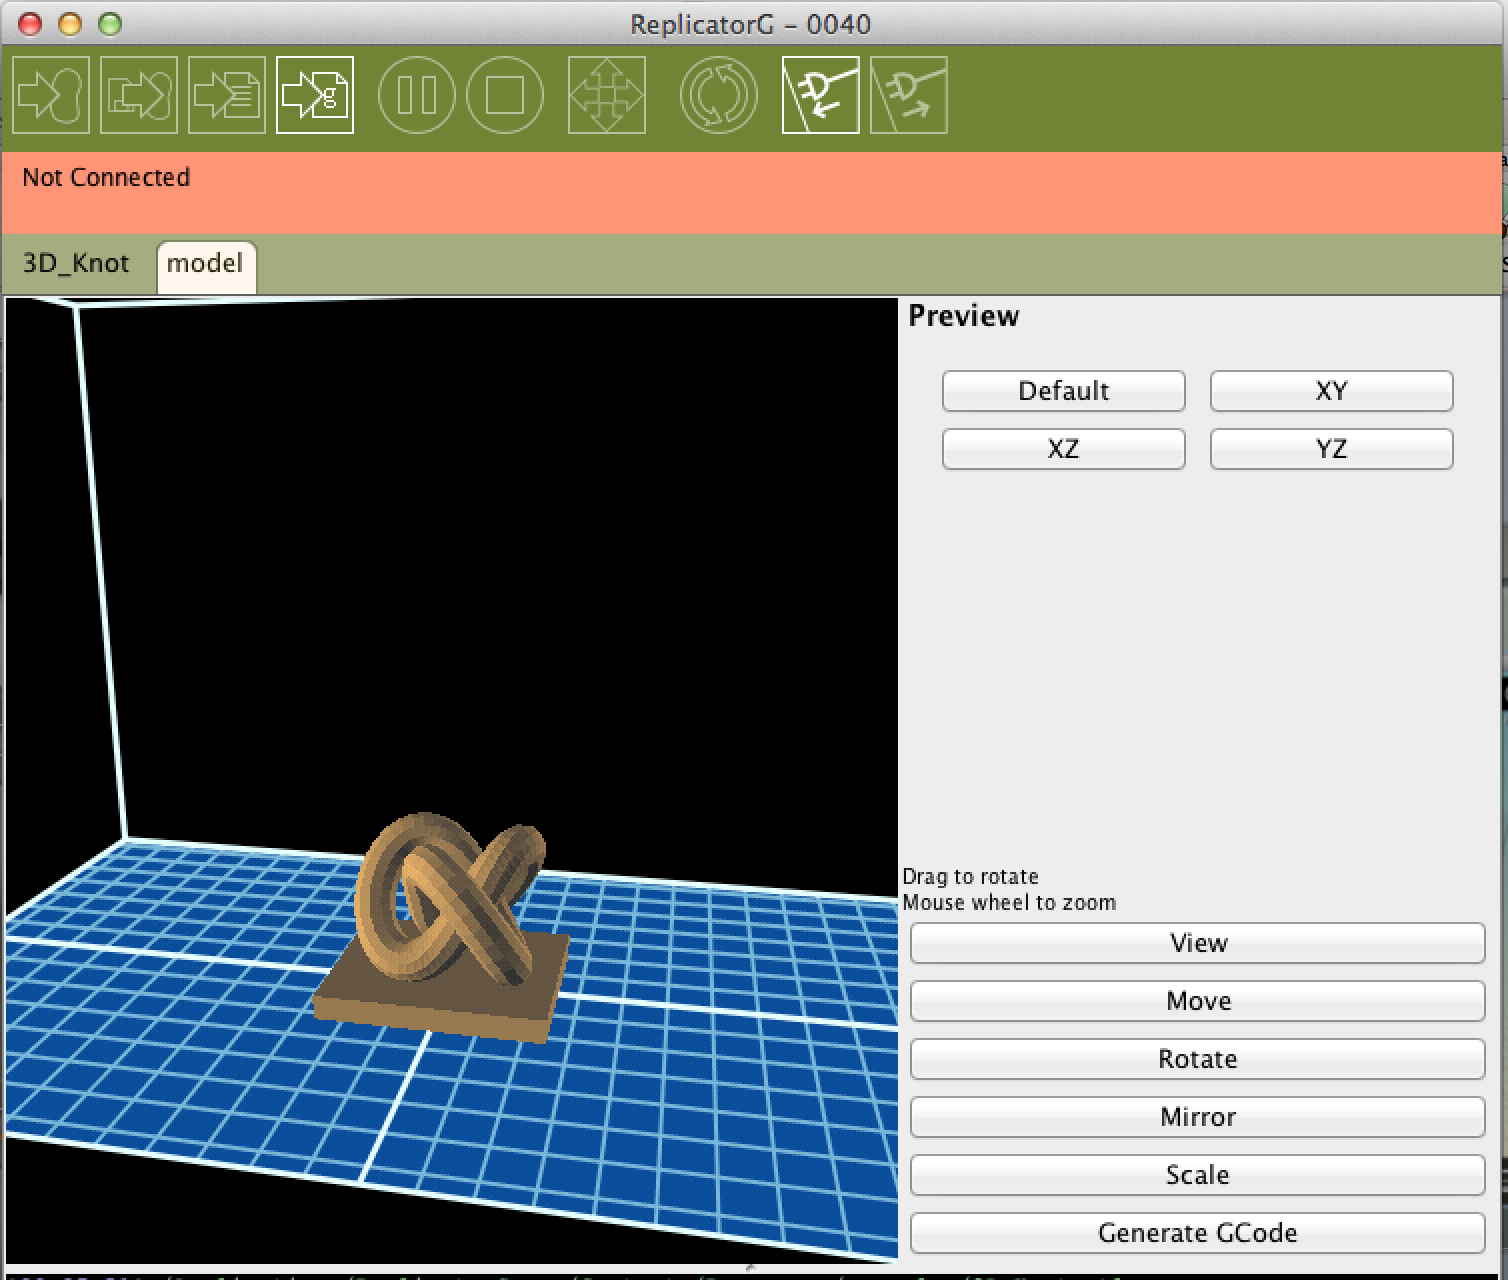 ReplicatorG – 0040
g
Not Connected
3D_Knot model
Preview
Default XY
XZ YZ
Drag to rotate
Mouse wheel to zoom
View
Move
Rotate
Mirror
Scale
Generate GCode